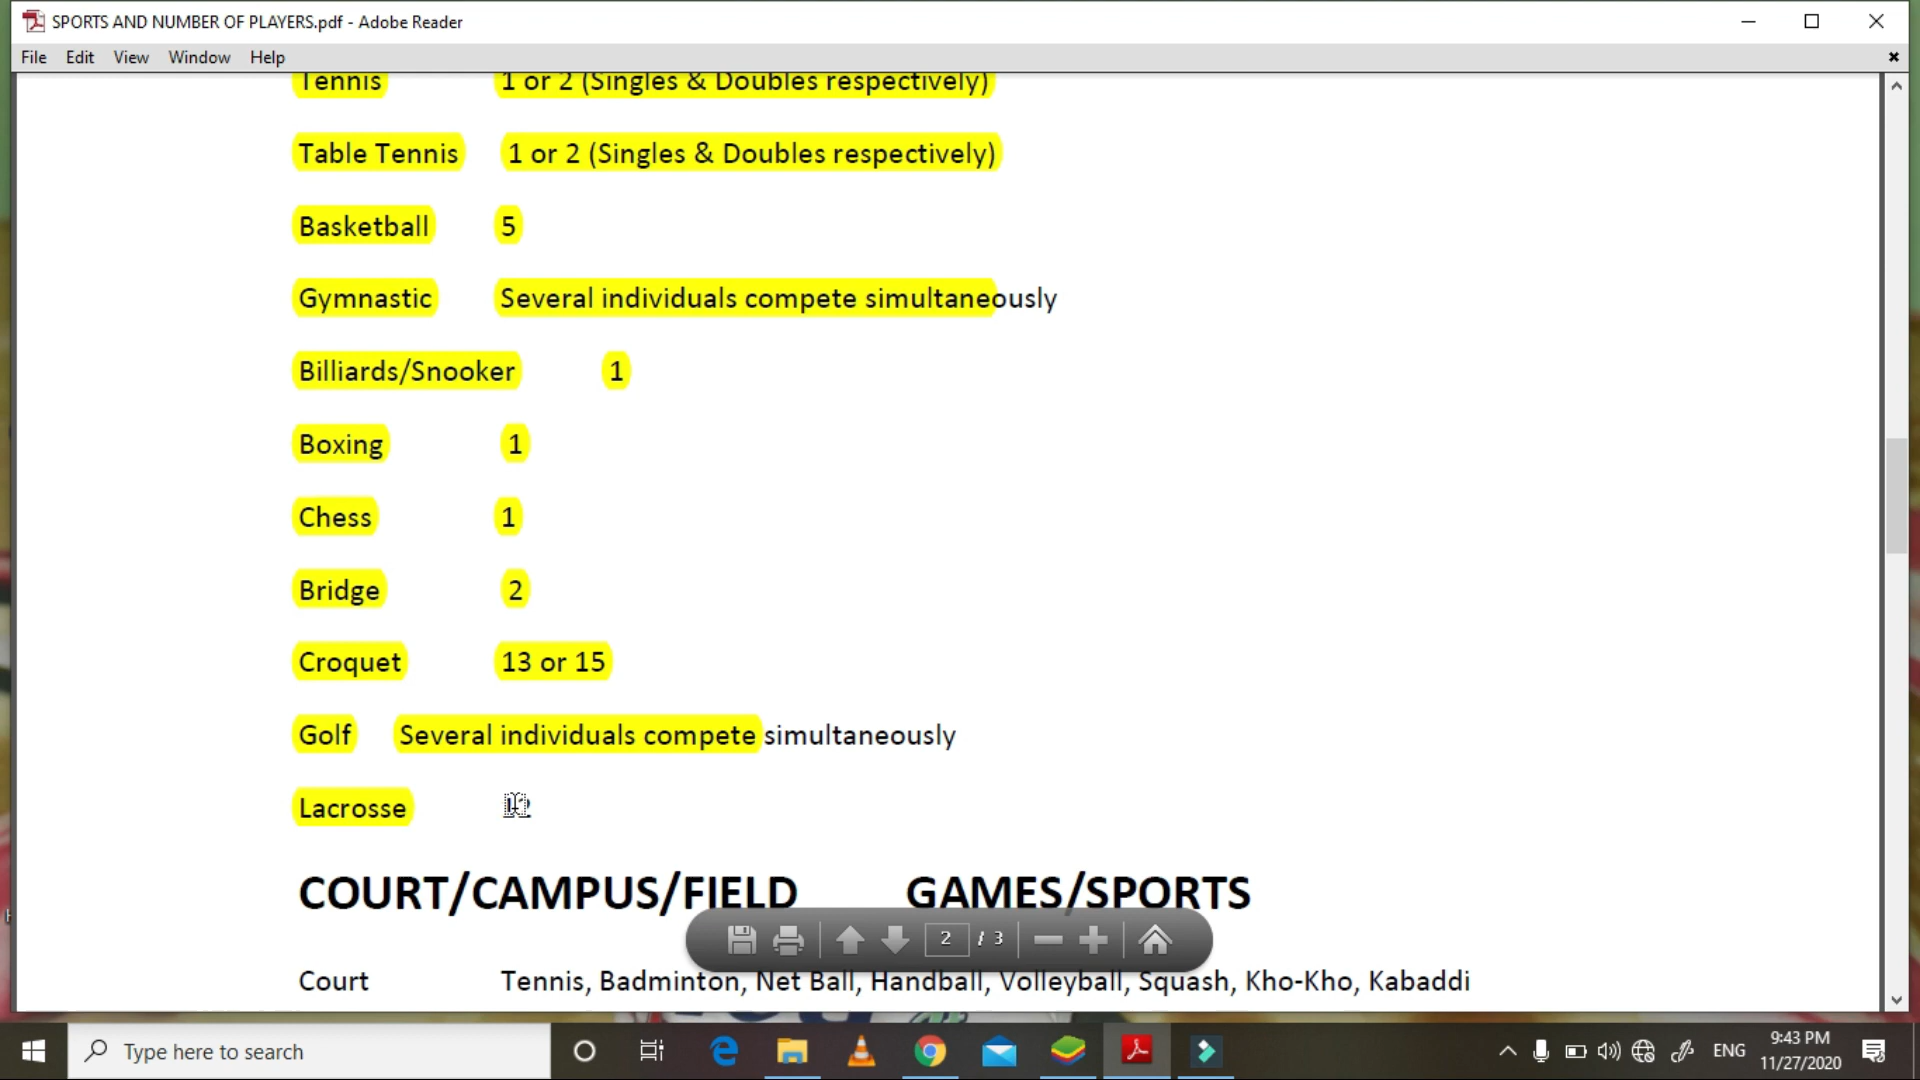 SPORTS AND NUMBER OF PLAYERS.pdf - Adobe Reader
File Edit View Window Help
Tennis 1 or 2 (Singles & Doubles respectively)
Table Tennis 1 or 2 (Singles & Doubles respectively)
Basketball 5
Gymnastic Several individuals compete simultaneously
Billiards/Snooker 1
Boxing 1
Chess 1
Bridge 2
Croquet 13 or 15
Golf Several individuals compete simultaneously
Lacrosse
COURT/CAMPUS/FIELD GAMES/SPORTS
2 / 3
Court Tennis, Badminton, Net Ball, Handball, Volleyball, Squash, Kho-Kho, Kabaddi
Type here to search
ENG
9:43 PM
11/27/2020